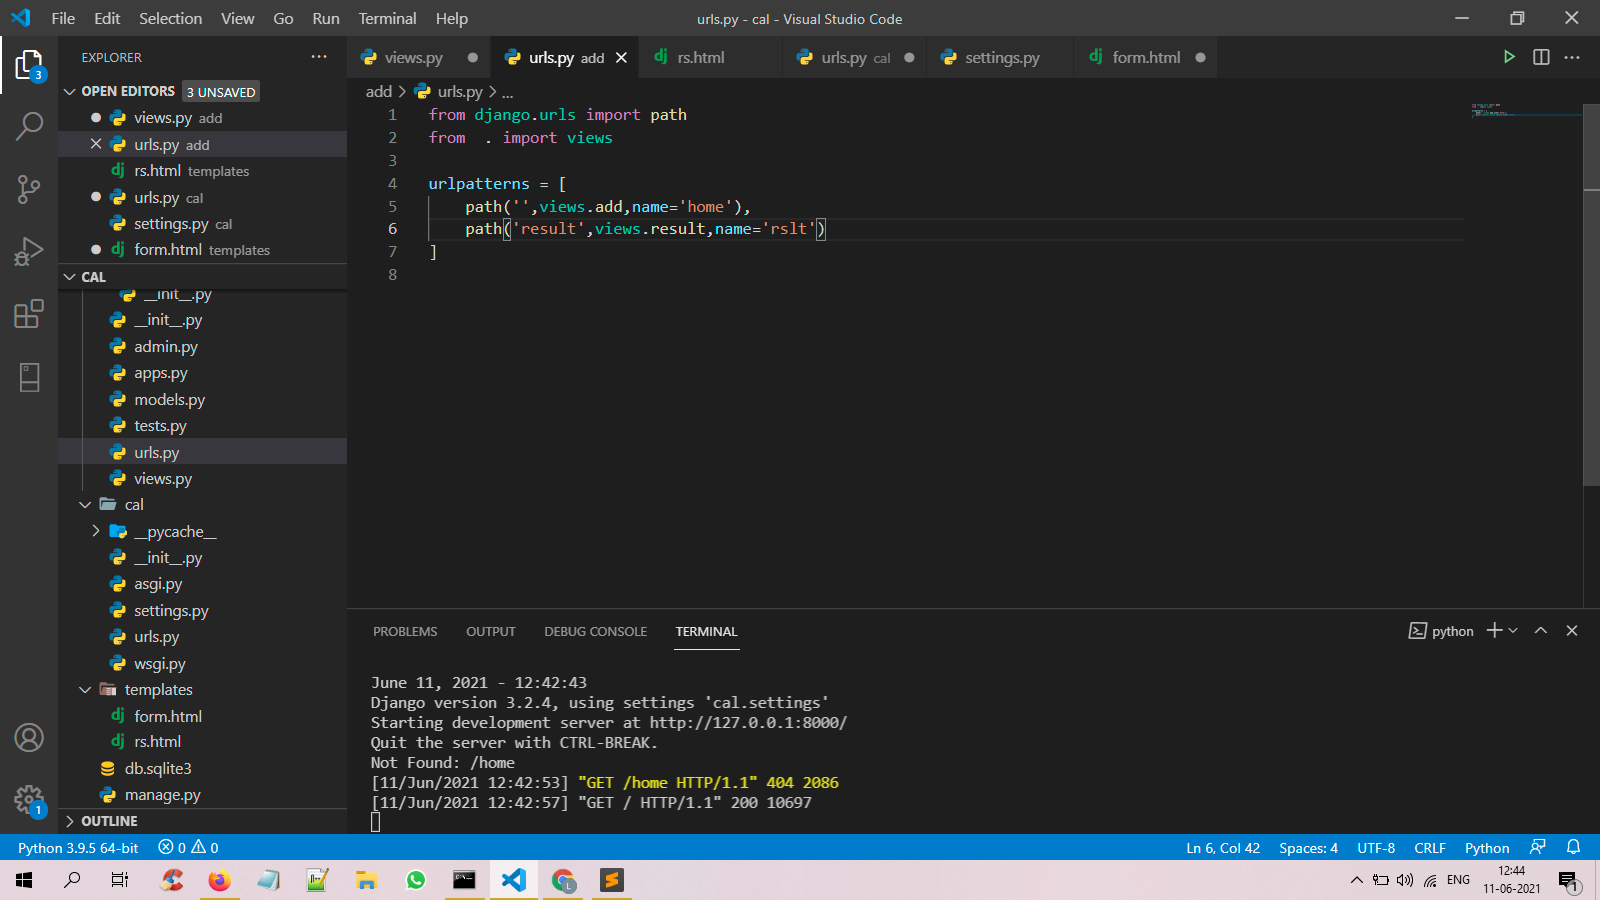 File Edit Selection View Go Run Terminal Help
urls.py - cal - Visual Studio Code
EXPLORER
views.py
urls.py add
rs.html
urls.py cal
settings.py
form.html
OPEN EDITORS 3 UNSAVED
views.py add
urls.py add
rs.html templates
urls.py cal
settings.py cal
form.html templates
CAL
__init__.py
__init__.py
admin.py
apps.py
models.py
tests.py
urls.py
views.py
cal
__pycache__
__init__.py
asgi.py
settings.py
urls.py
wsgi.py
templates
form.html
rs.html
db.sqlite3
manage.py
OUTLINE
3
1
add > urls.py > ...
1 from django.urls import path
2 from . import views
3
4 urlpatterns = [
5 path('',views.add,name='home'),
6 path('result',views.result,name='rslt')
7 ]
8
PROBLEMS OUTPUT DEBUG CONSOLE TERMINAL
python
June 11, 2021 - 12:42:43
Django version 3.2.4, using settings 'cal.settings'
Starting development server at http://127.0.0.1:8000/
Quit the server with CTRL-BREAK.
Not Found: /home
[11/Jun/2021 12:42:53] "GET /home HTTP/1.1" 404 2086
[11/Jun/2021 12:42:57] "GET / HTTP/1.1" 200 10697
Python 3.9.5 64-bit 0 0
Ln 6, Col 42 Spaces: 4 UTF-8 CRLF Python
L
ENG
12:44
11-06-2021
1